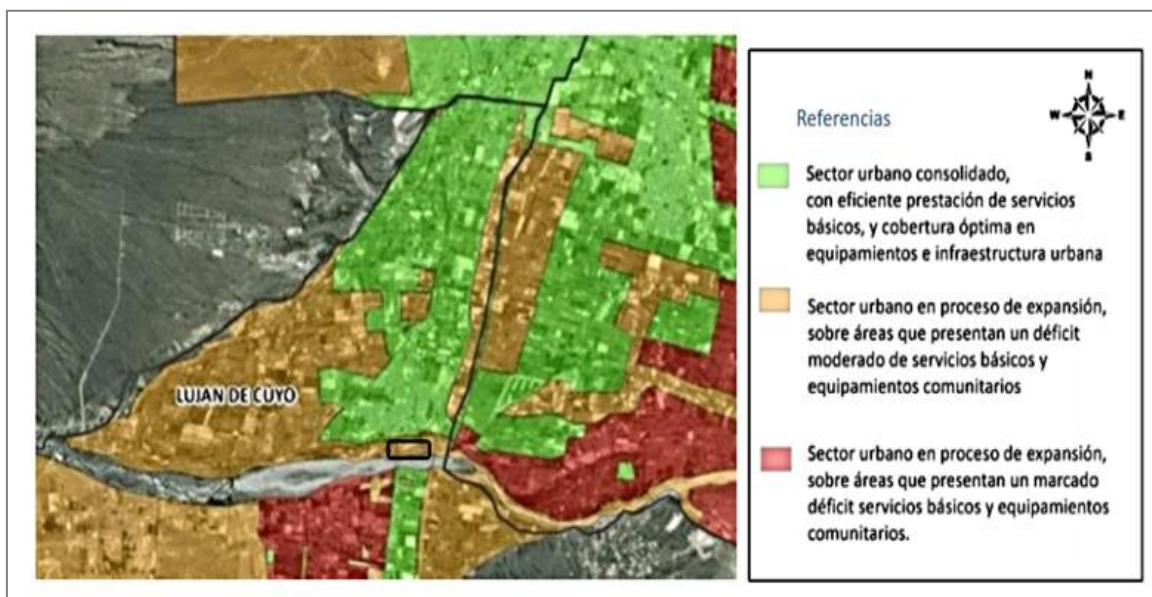 LUJAN DE CUYO
Referencias
N
W
E
S
Sector urbano consolidado,
con eficiente prestación de servicios
básicos, y cobertura óptima en
equipamientos e infraestructura urbana
Sector urbano en proceso de expansión,
sobre áreas que presentan un déficit
moderado de servicios básicos y
equipamientos comunitarios
Sector urbano en proceso de expansión,
sobre áreas que presentan un marcado
déficit servicios básicos y equipamientos
comunitarios.